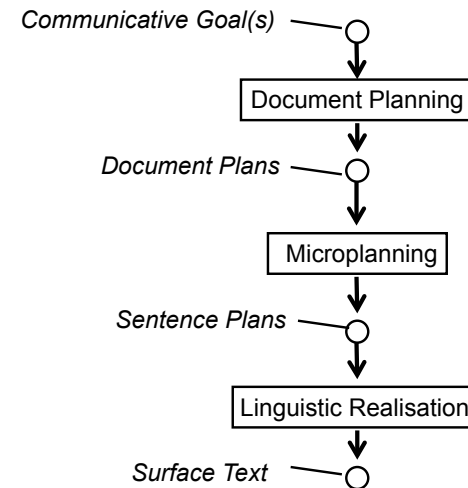 Communicative Goal(s)
Document Planning
Document Plans
Microplanning
Sentence Plans
Linguistic Realisation
Surface Text